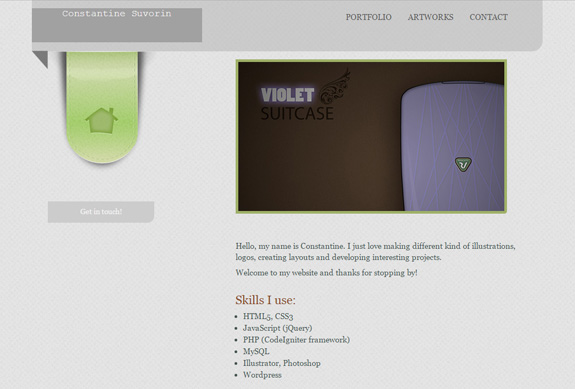 Constantine Suvorin
PORTFOLIO ARTWORKS CONTACT
VIOLET
SUITCASE
Get in touch!
Hello, my name is Constantine. I just love making different kind of illustrations,
logos, creating layouts and developing interesting projects.
Welcome to my website and thanks for stopping by!
Skills I use:
HTML5, CSS3
JavaScript (jQuery)
PHP (CodeIgniter framework)
MySQL
Illustrator, Photoshop
Wordpress